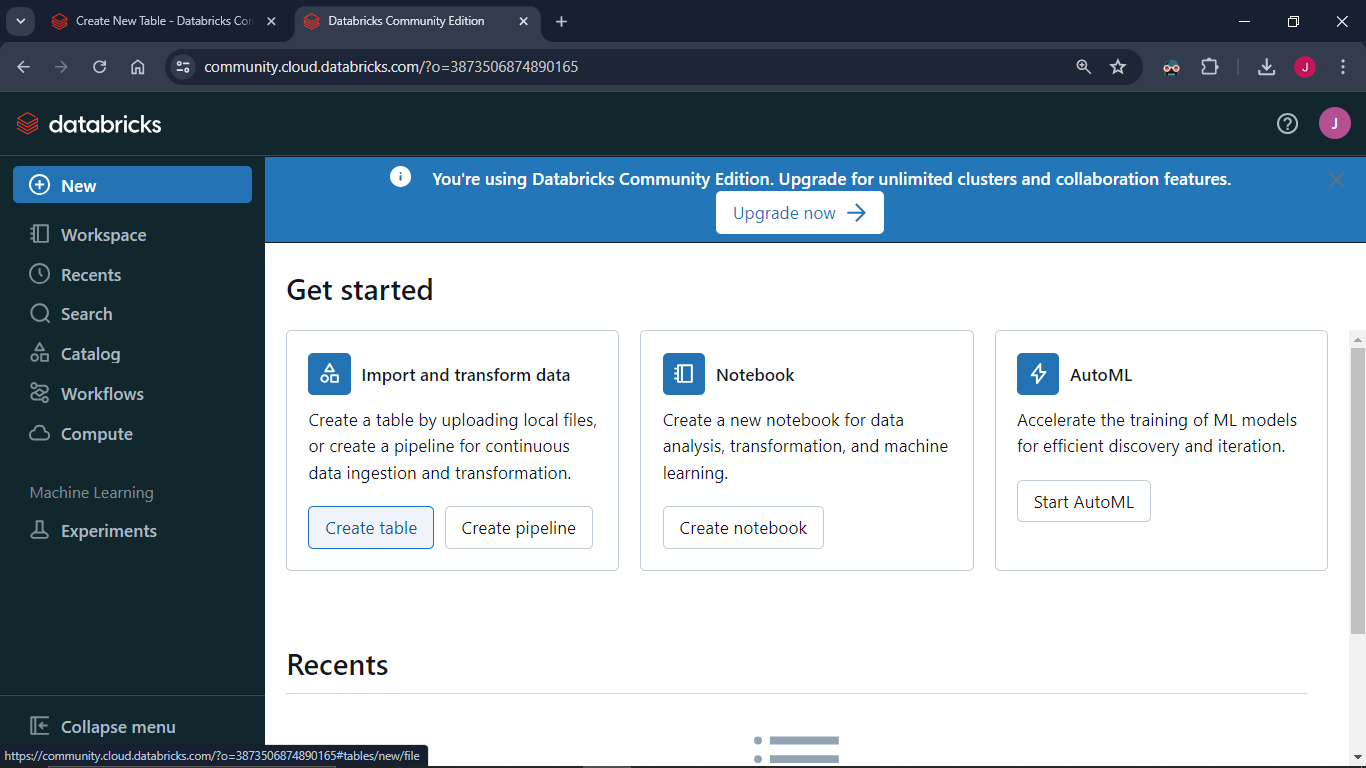 Create New Table - Databricks Con
Databricks Community Edition
community.cloud.databricks.com/?o=3873506874890165
J
databricks
J
New
Workspace
Recents
Search
Catalog
Workflows
Compute
Machine Learning
Experiments
Collapse menu
You're using Databricks Community Edition. Upgrade for unlimited clusters and collaboration features.
Upgrade now
Get started
Import and transform data
Create a table by uploading local files,
or create a pipeline for continuous
data ingestion and transformation.
Create table
Create pipeline
Notebook
Create a new notebook for data
analysis, transformation, and machine
learning.
Create notebook
AutoML
Accelerate the training of ML models
for efficient discovery and iteration.
Start AutoML
Recents
https://community.cloud.databricks.com/?o=3873506874890165#tables/new/file